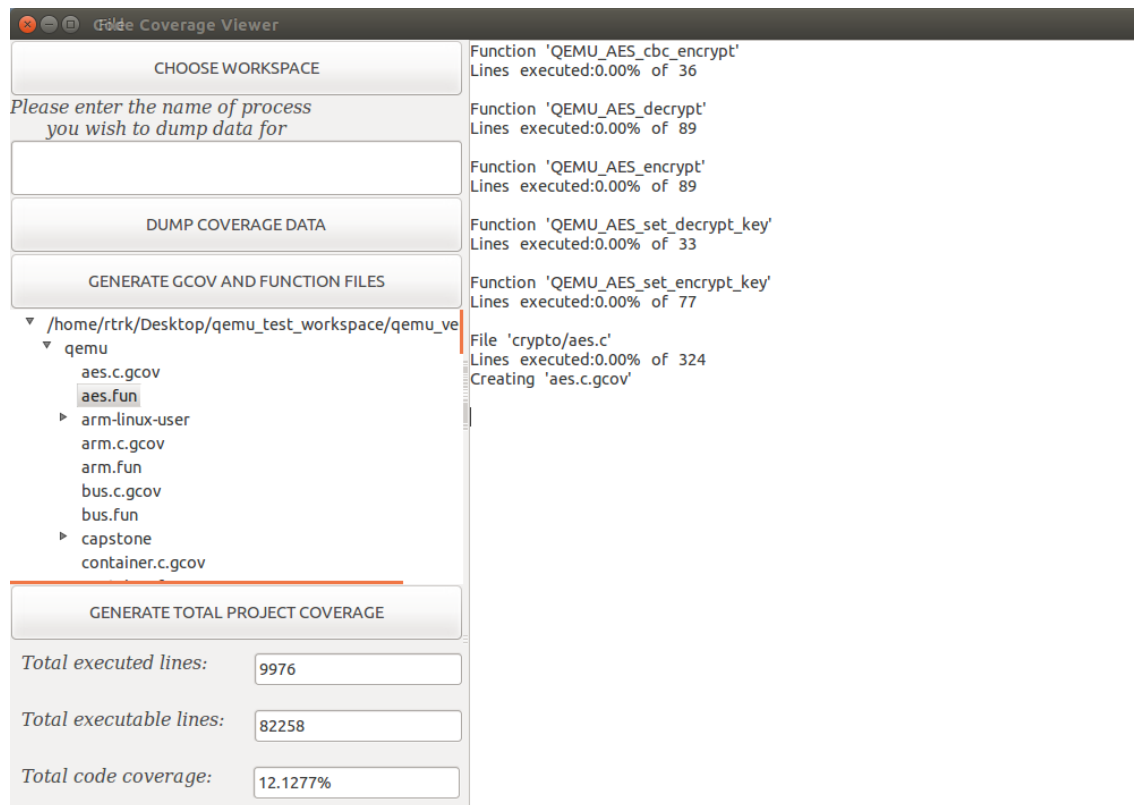 Code Coverage Viewer
CHOOSE WORKSPACE
Please enter the name of process
you wish to dump data for
DUMP COVERAGE DATA
GENERATE GCOV AND FUNCTION FILES
/home/rtrk/Desktop/qemu_test_workspace/qemu_ve
qemu
aes.c.gcov
aes.fun
arm-linux-user
arm.c.gcov
arm.fun
bus.c.gcov
bus.fun
capstone
container.c.gcov
GENERATE TOTAL PROJECT COVERAGE
Total executed lines: 9976
Total executable lines: 82258
Total code coverage: 12.1277%
Function 'QEMU_AES_cbc_encrypt'
Lines executed:0.00% of 36
Function 'QEMU_AES_decrypt'
Lines executed:0.00% of 89
Function 'QEMU_AES_encrypt'
Lines executed:0.00% of 89
Function 'QEMU_AES_set_decrypt_key'
Lines executed:0.00% of 33
Function 'QEMU_AES_set_encrypt_key'
Lines executed:0.00% of 77
File 'crypto/aes.c'
Lines executed:0.00% of 324
Creating 'aes.c.gcov'